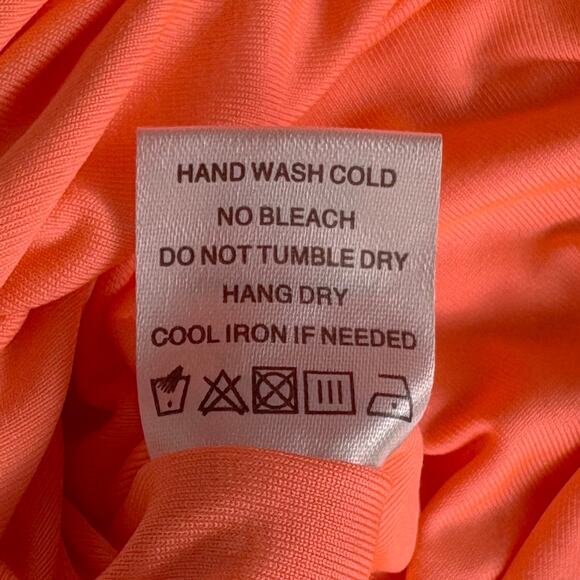 HAND WASH COLD
NO BLEACH
DO NOT TUMBLE DRY
HANG DRY
COOL IRON IF NEEDED